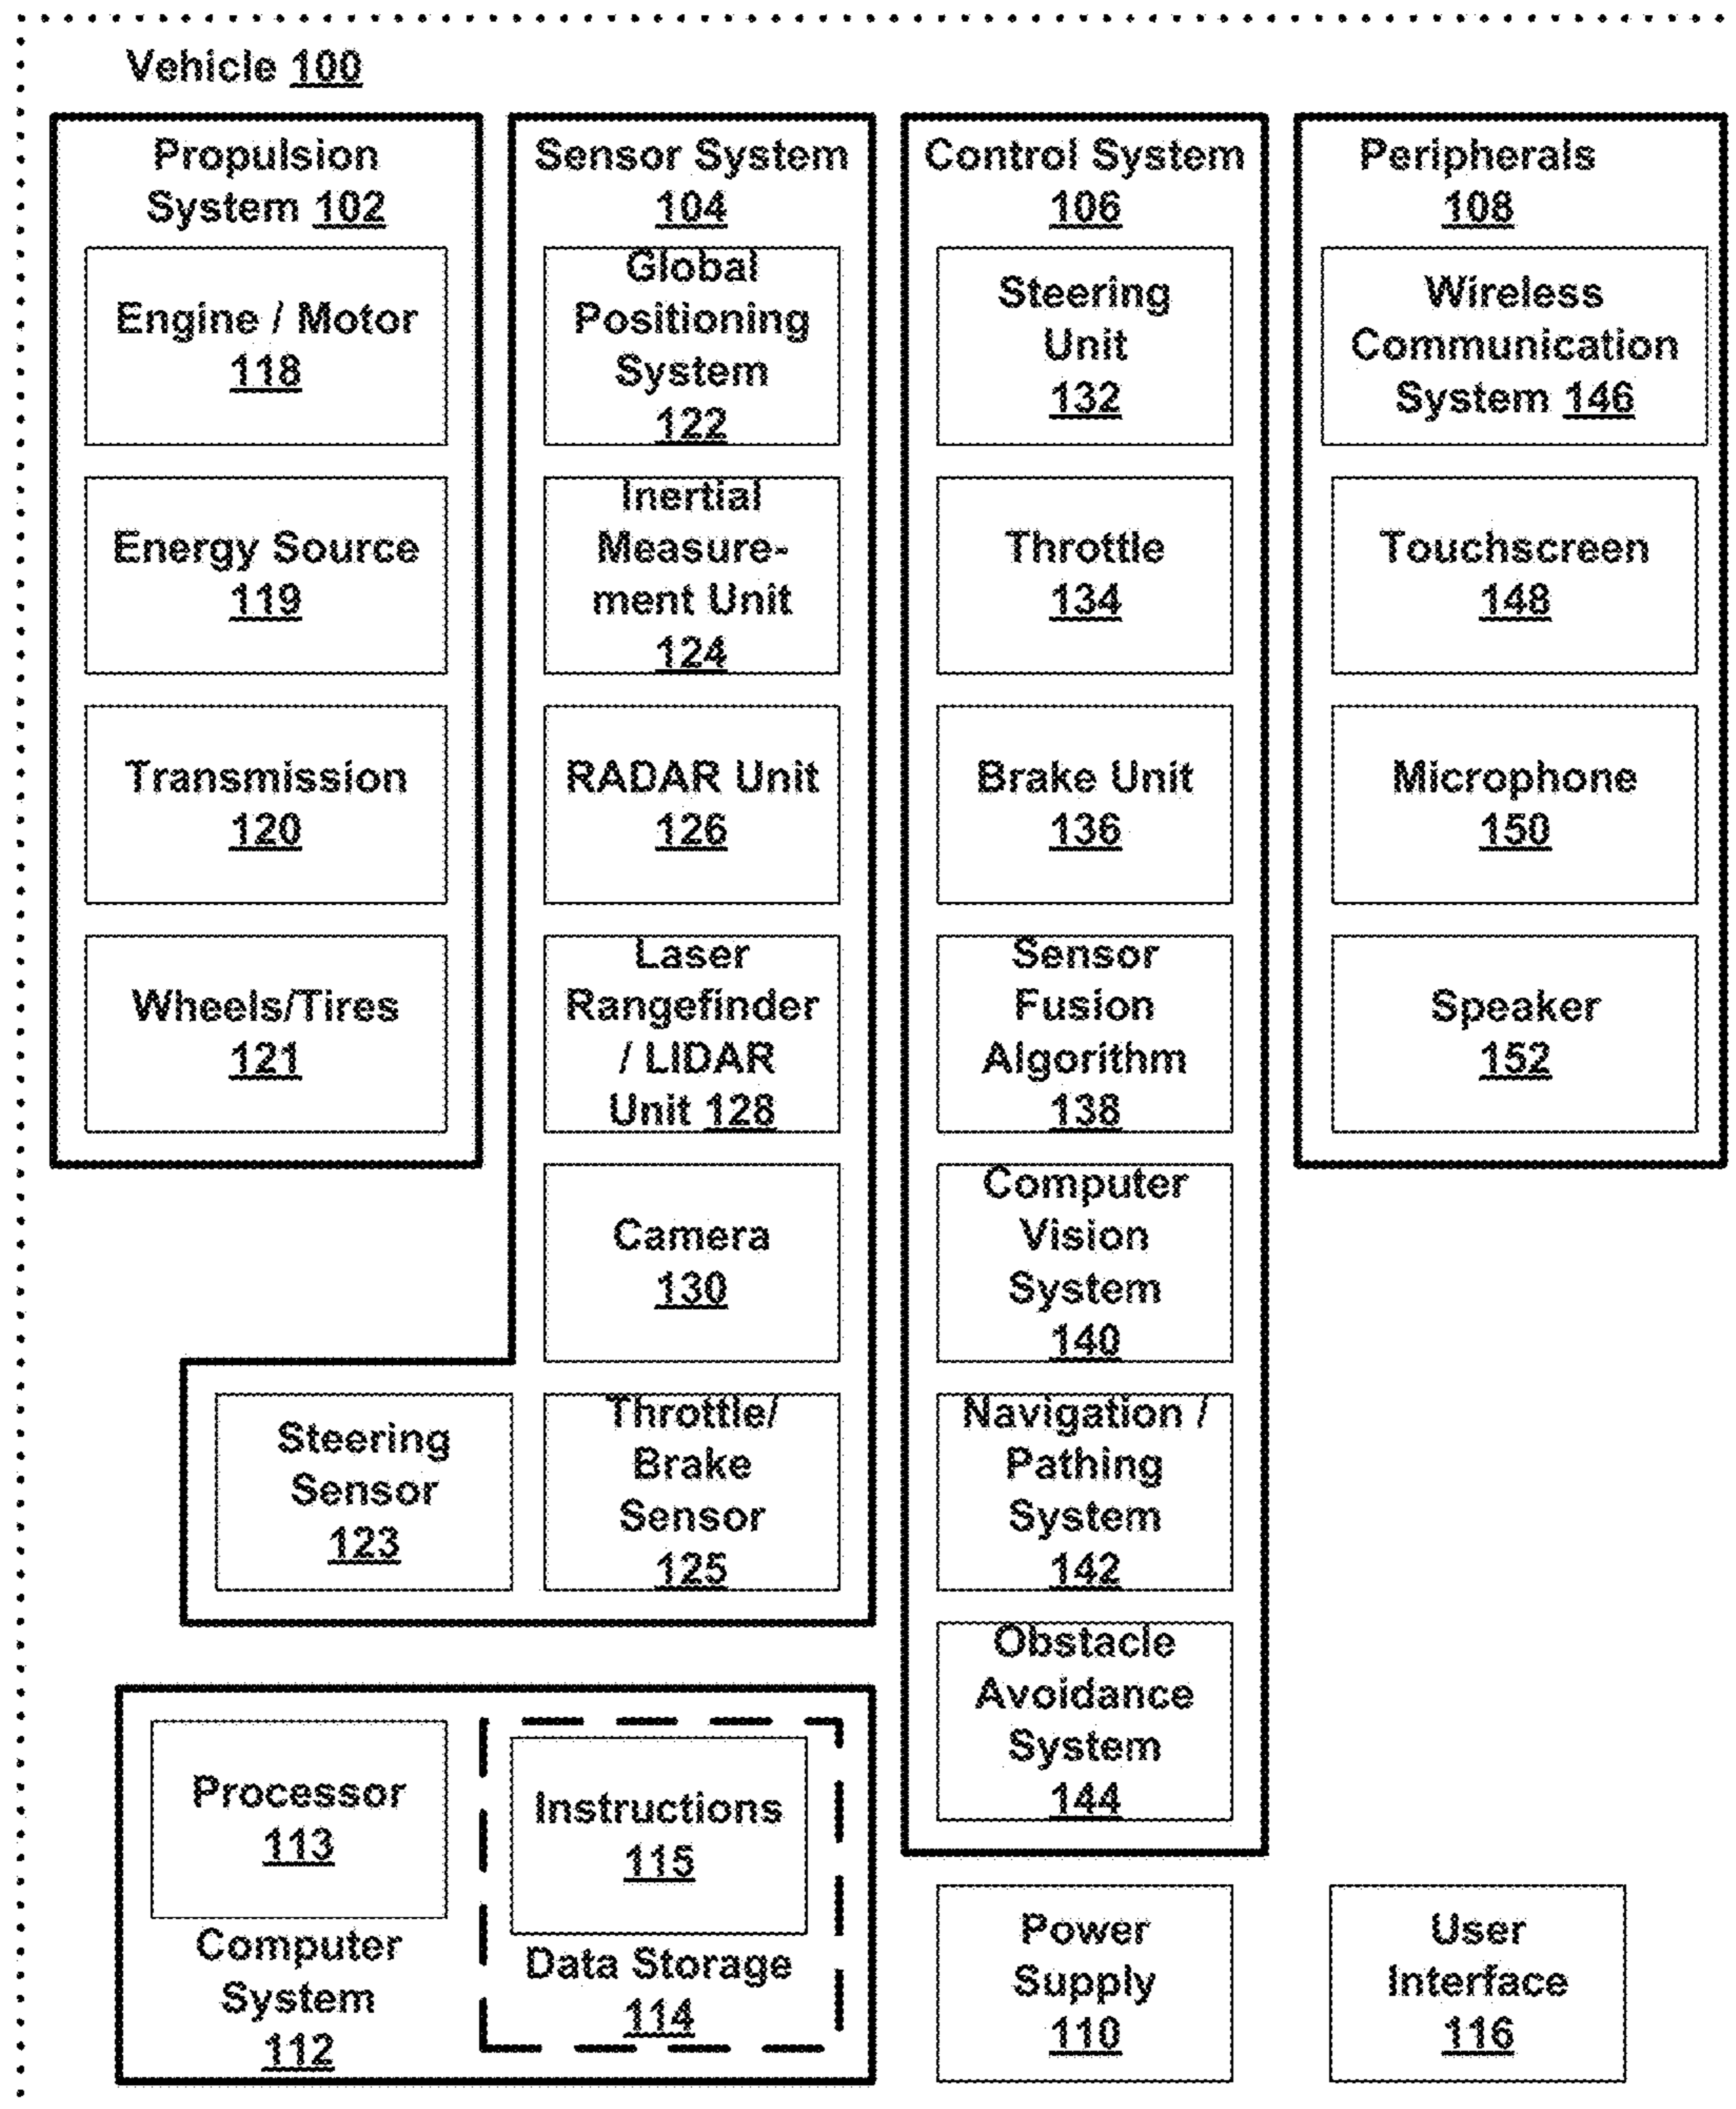 Vehicle 100
Propulsion
System 102
Engine / Motor
118
Energy Source
119
Transmission
120
Wheels/Tires
121
Sensor System
104
Global
Positioning
System
122
Inertial
Measure-
ment Unit
124
RADAR Unit
126
Laser
Rangefinder
/ LIDAR
Unit 128
Camera
130
Steering
Sensor
123
Throttle/
Brake
Sensor
125
Control System
106
Steering
Unit
132
Throttle
134
Brake Unit
136
Sensor
Fusion
Algorithm
138
Computer
Vision
System
140
Navigation /
Pathing
System
142
Obstacle
Avoidance
System
144
Peripherals
108
Wireless
Communication
System 146
Touchscreen
148
Microphone
150
Speaker
152
Processor
113
Computer
System
112
Instructions
115
Data Storage
114
Power
Supply
110
User
Interface
116